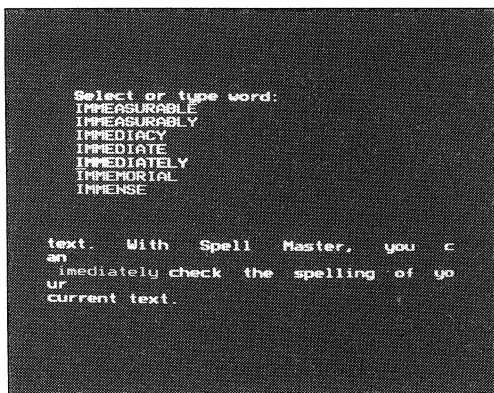 Select or type word:
IMMEASURABLE
IMMEASURABLY
IMMEDIACY
IMMEDIATE
IMMEDIATELY
IMMEMORIAL
IMMENSE
text. With Spell Master, you c
an
imediately check the spelling of yo
ur
current text.